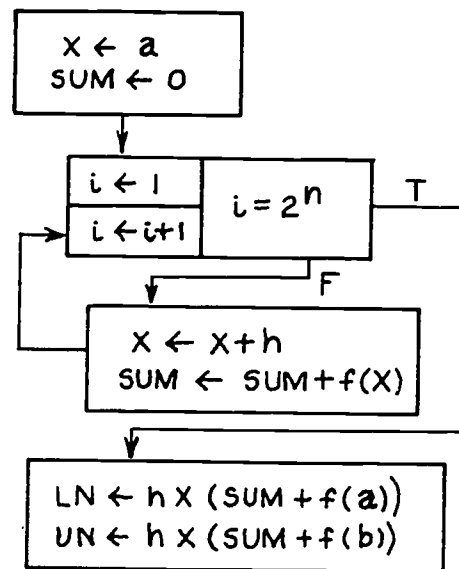 X ← a
SUM ← 0
i ← 1
i ← i+1
i = 2ⁿ
T
F
X ← X+h
SUM ← SUM+f(X)
LN ← h X (SUM + f(a))
UN ← h X (SUM + f(b))